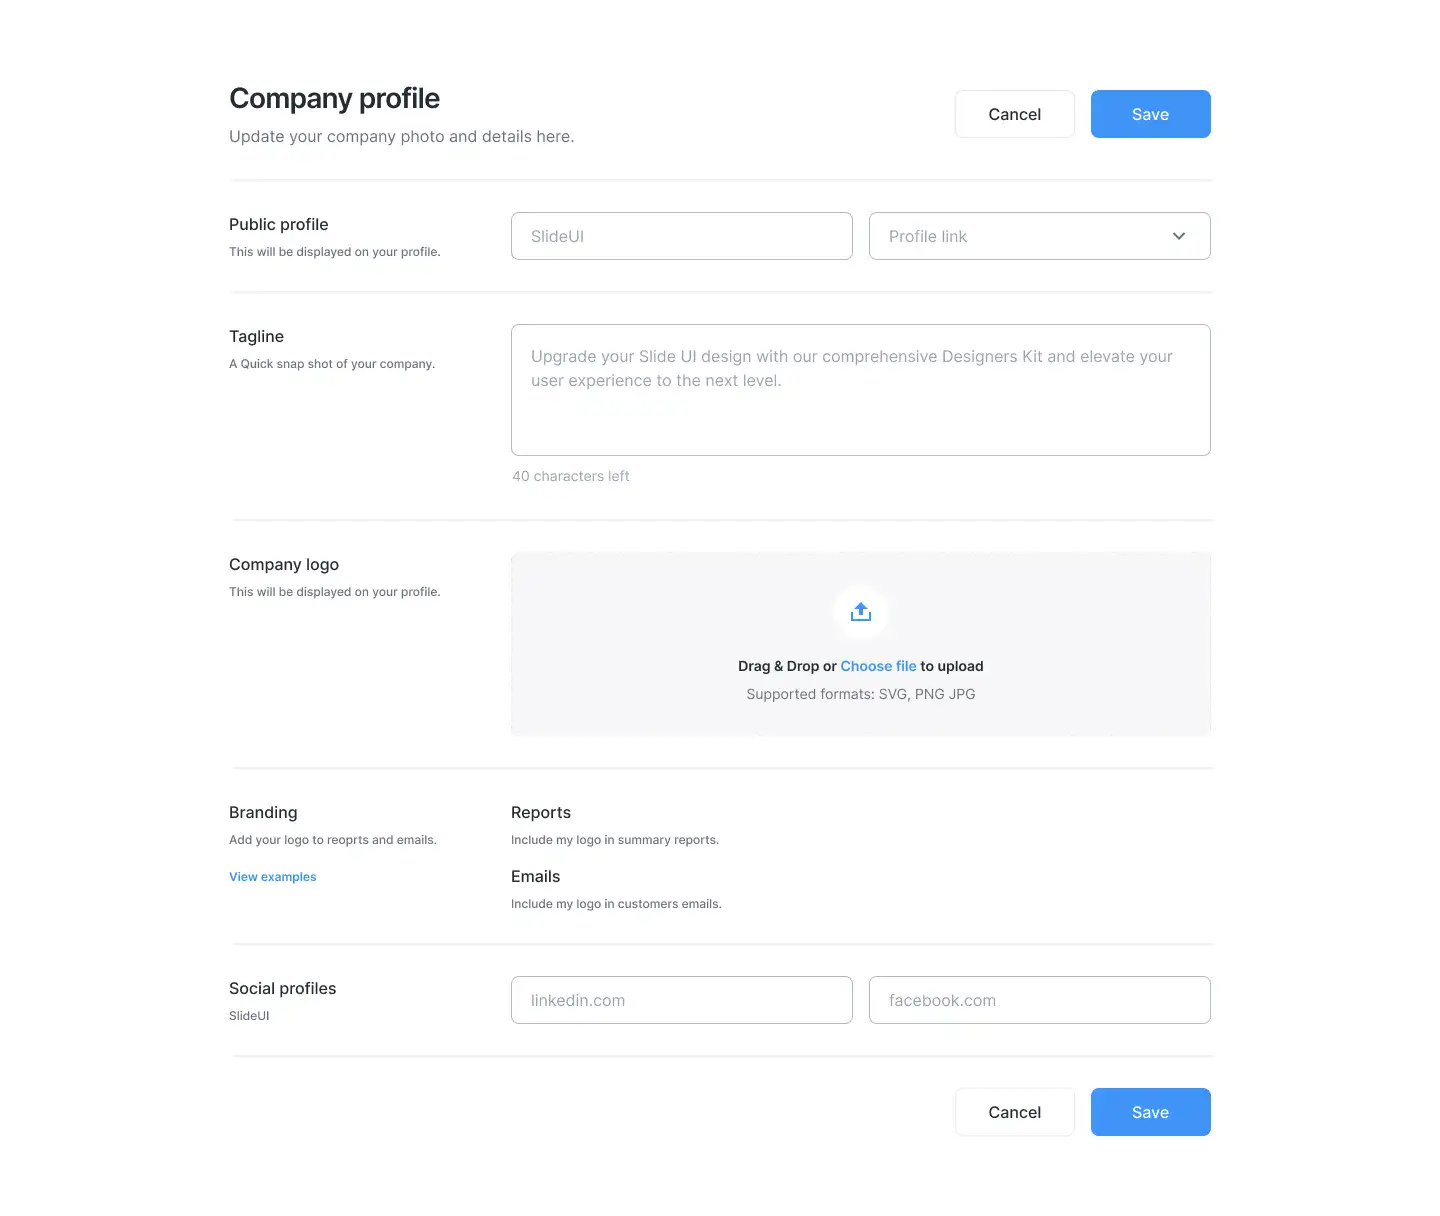 Company profile
Update your company photo and details here.
Cancel
Save
Public profile
This will be displayed on your profile.
SlideUI
Profile link
Tagline
A Quick snap shot of your company.
Upgrade your Slide UI design with our comprehensive Designers Kit and elevate your
user experience to the next level.
40 characters left
Company logo
This will be displayed on your profile.
Drag & Drop or Choose file to upload
Supported formats: SVG, PNG JPG
Branding
Add your logo to reoprts and emails.
View examples
Reports
Include my logo in summary reports.
Emails
Include my logo in customers emails.
Social profiles
SlideUI
linkedin.com
facebook.com
Cancel
Save